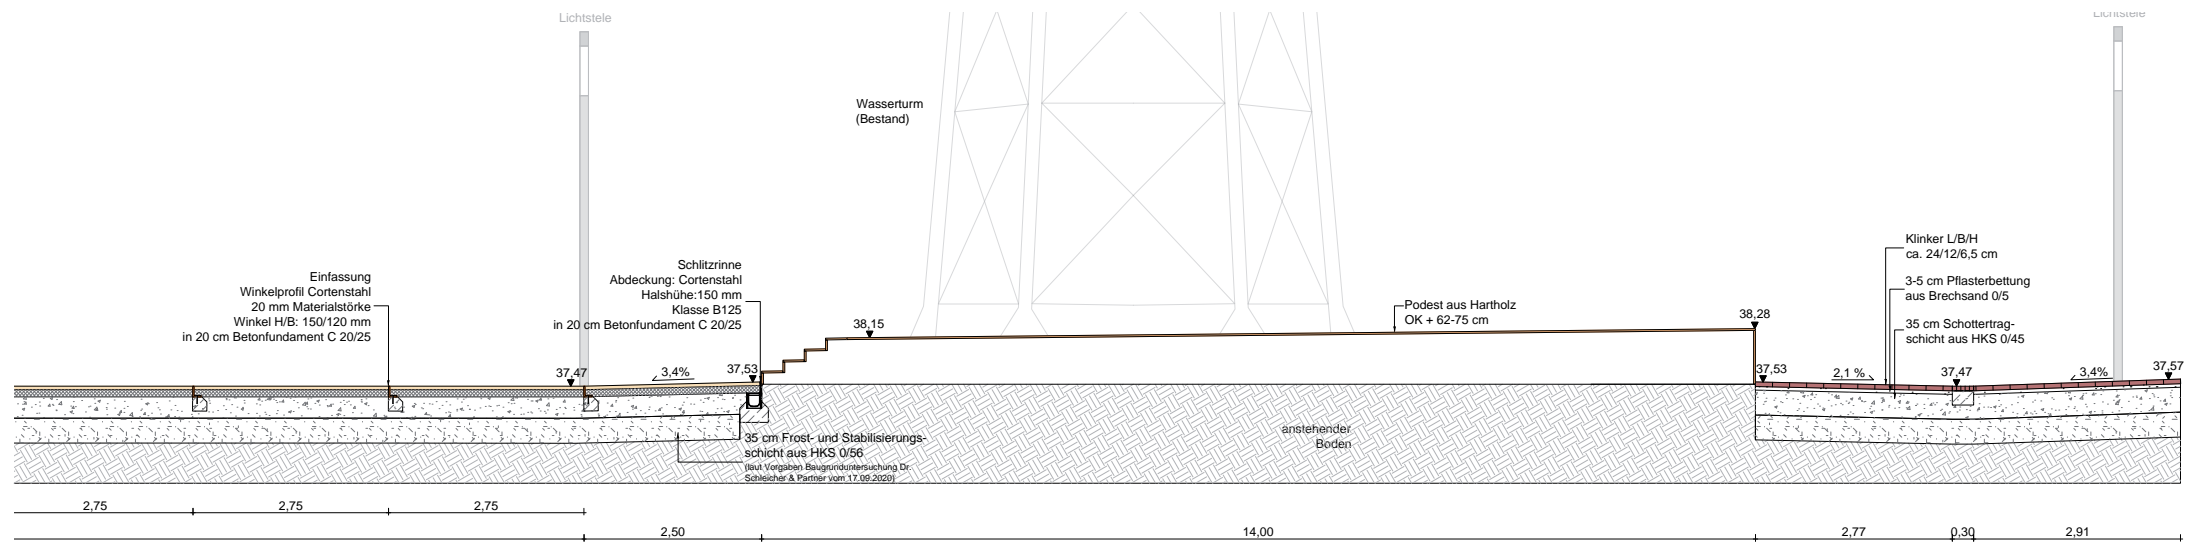 Lichtstele
Lichtstele
Wasserturm
(Bestand)
Einfassung
Winkelprofil Cortenstahl
20 mm Materialstörke
Winkel H/B: 150/120 mm
in 20 cm Betonfundament C 20/25
Schlitzrinne
Abdeckung: Cortenstahl
Halshühe:150 mm
Klasse B125
in 20 cm Betonfundament C 20/25
Podest aus Hartholz
OK + 62-75 cm
Klinker L/B/H
ca. 24/12/6,5 cm
3-5 cm Pflasterbettung
aus Brechsand 0/5
35 cm Schottertrag-
schicht aus HKS 0/45
37,47
3,4%
37,53
38,15
38,28
37,53
2,1 %
37,47
3,4%
37,57
35 cm Frost- und Stabilisierungs-
schicht aus HKS 0/56
(laut Vorgaben Baugrunduntersuchung Dr.
Schleicher & Partner vom 17.09.2020)
anstehender
Boden
2,75
2,75
2,75
2,50
14,00
2,77
0,30
2,91